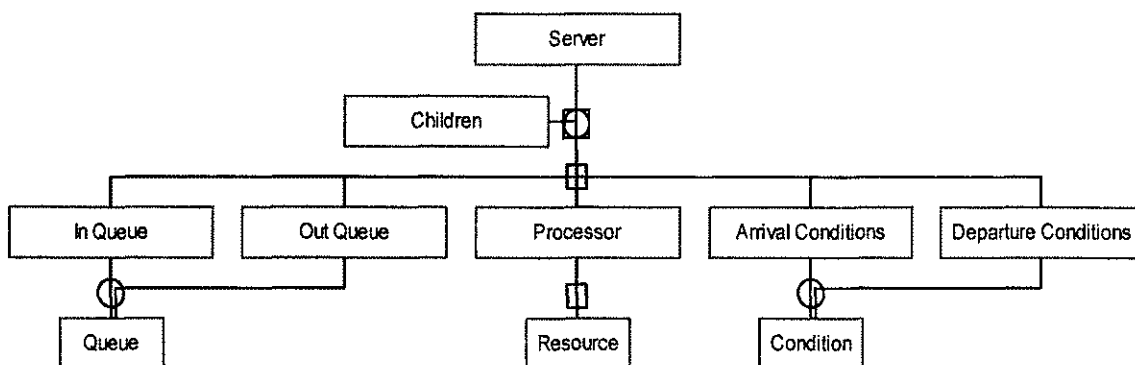 Server
Children
In Queue
Out Queue
Processor
Arrival Conditions
Departure Conditions
Queue
Resource
Condition